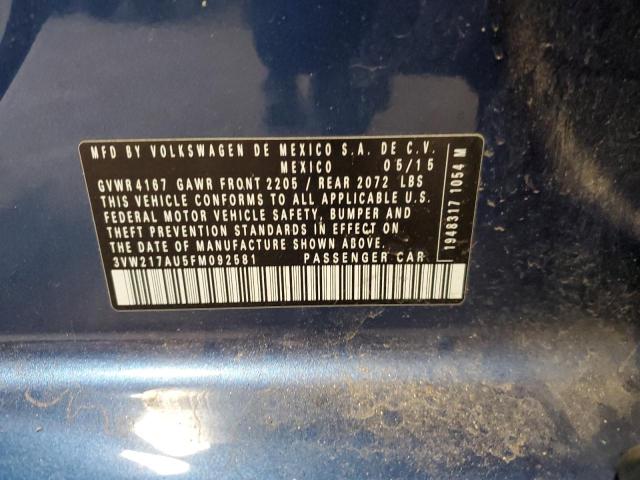 MFD BY VOLKSWAGEN DE MEXICO S.A. DE C.V.
MEXICO 05/15
GVWR 4167 GAWR FRONT 2205 / REAR 2072 LBS
THIS VEHICLE CONFORMS TO ALL APPLICABLE U.S.
FEDERAL MOTOR VEHICLE SAFETY, BUMPER AND
THEFT PREVENTION STANDARDS IN EFFECT ON
THE DATE OF MANUFACTURE SHOWN ABOVE.
3VW217AU5FM092581 PASSENGER CAR
1948317 1054 M